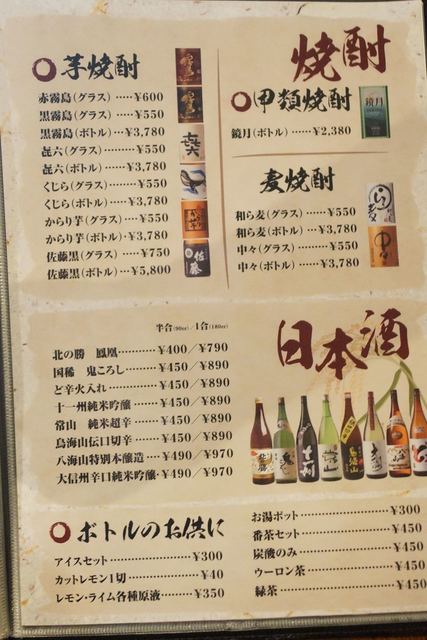 焼酎
芋焼酎
赤霧島(グラス)‥‥‥¥600
黒霧島(グラス)‥‥‥¥550
黒霧島(ボトル)‥‥¥3,780
㐂六(グラス)‥‥‥‥¥550
㐂六(ボトル)‥‥‥¥3,780
くじら(グラス)‥‥‥¥550
くじら(ボトル)‥‥¥3,780
からり芋(グラス)‥‥¥550
からり芋(ボトル)‥¥3,780
佐藤黒(グラス)‥‥‥¥750
佐藤黒(ボトル)‥‥¥5,800
甲類焼酎
鏡月(ボトル)‥‥‥¥2,380
鏡月
麦焼酎
和ら麦(グラス)‥‥‥¥550
和ら麦(ボトル)‥‥¥3,780
中々(グラス)‥‥‥‥¥550
中々(ボトル)‥‥‥¥3,780
日本酒
半合(90cc)/1合(180cc)
北の勝 鳳凰‥‥‥‥¥400/¥790
国稀 鬼ころし‥‥‥¥450/¥890
ど辛火入れ‥‥‥‥‥¥450/¥890
十一州純米吟醸‥‥‥¥450/¥890
常山 純米超辛‥‥‥¥450/¥890
鳥海山伝口切辛‥‥‥¥450/¥890
八海山特別本醸造‥‥¥490/¥970
大信州辛口純米吟醸‥¥490/¥970
ボトルのお供に
アイスセット‥‥‥‥‥‥¥300
カットレモン1切‥‥‥‥‥¥40
レモン・ライム各種原液‥‥¥350
お湯ポット‥‥‥‥‥‥¥300
番茶セット‥‥‥‥‥‥¥450
炭酸のみ‥‥‥‥‥‥‥¥450
ウーロン茶‥‥‥‥‥‥¥450
緑茶‥‥‥‥‥‥‥‥‥¥450